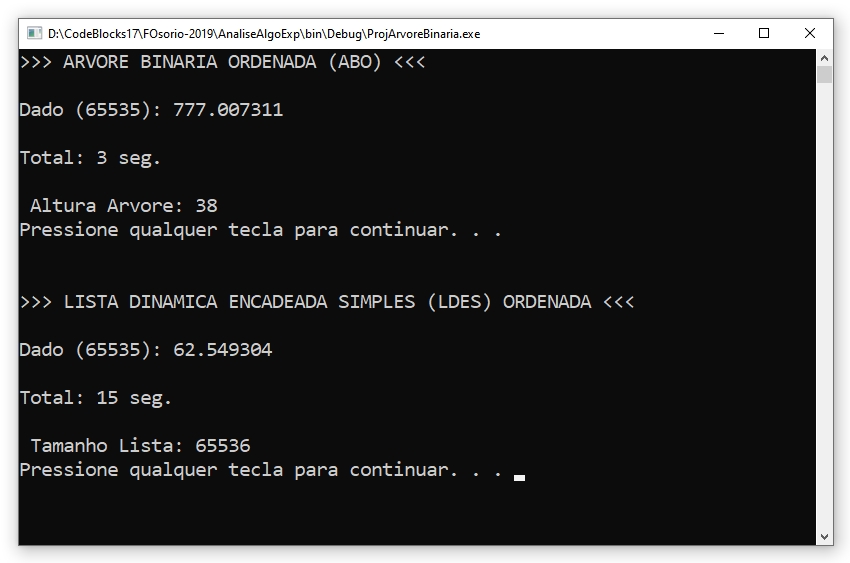 D:\CodeBlocks17\FOsorio-2019\AnaliseAlgoExp\bin\Debug\ProjArvoreBinaria.exe
>>> ARVORE BINARIA ORDENADA (ABO) <<<
Dado (65535): 777.007311
Total: 3 seg.
Altura Arvore: 38
Pressione qualquer tecla para continuar. . .
>>> LISTA DINAMICA ENCADEADA SIMPLES (LDES) ORDENADA <<<
Dado (65535): 62.549304
Total: 15 seg.
Tamanho Lista: 65536
Pressione qualquer tecla para continuar. . .